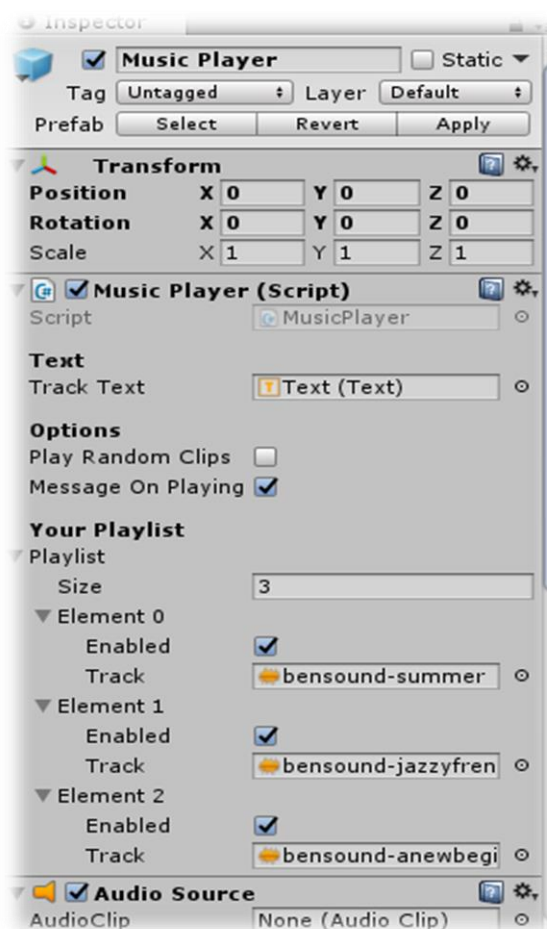 Inspector
Music Player Static
Tag Untagged Layer Default
Prefab Select Revert Apply
Transform
Position X 0 Y 0 Z 0
Rotation X 0 Y 0 Z 0
Scale X 1 Y 1 Z 1
Music Player (Script)
Script MusicPlayer
Text
Track Text Text (Text)
Options
Play Random Clips
Message On Playing
Your Playlist
Playlist
Size 3
Element 0
Enabled
Track bensound-summer
Element 1
Enabled
Track bensound-jazzyfren
Element 2
Enabled
Track bensound-anewbegi
Audio Source
AudioClip None (Audio Clip)